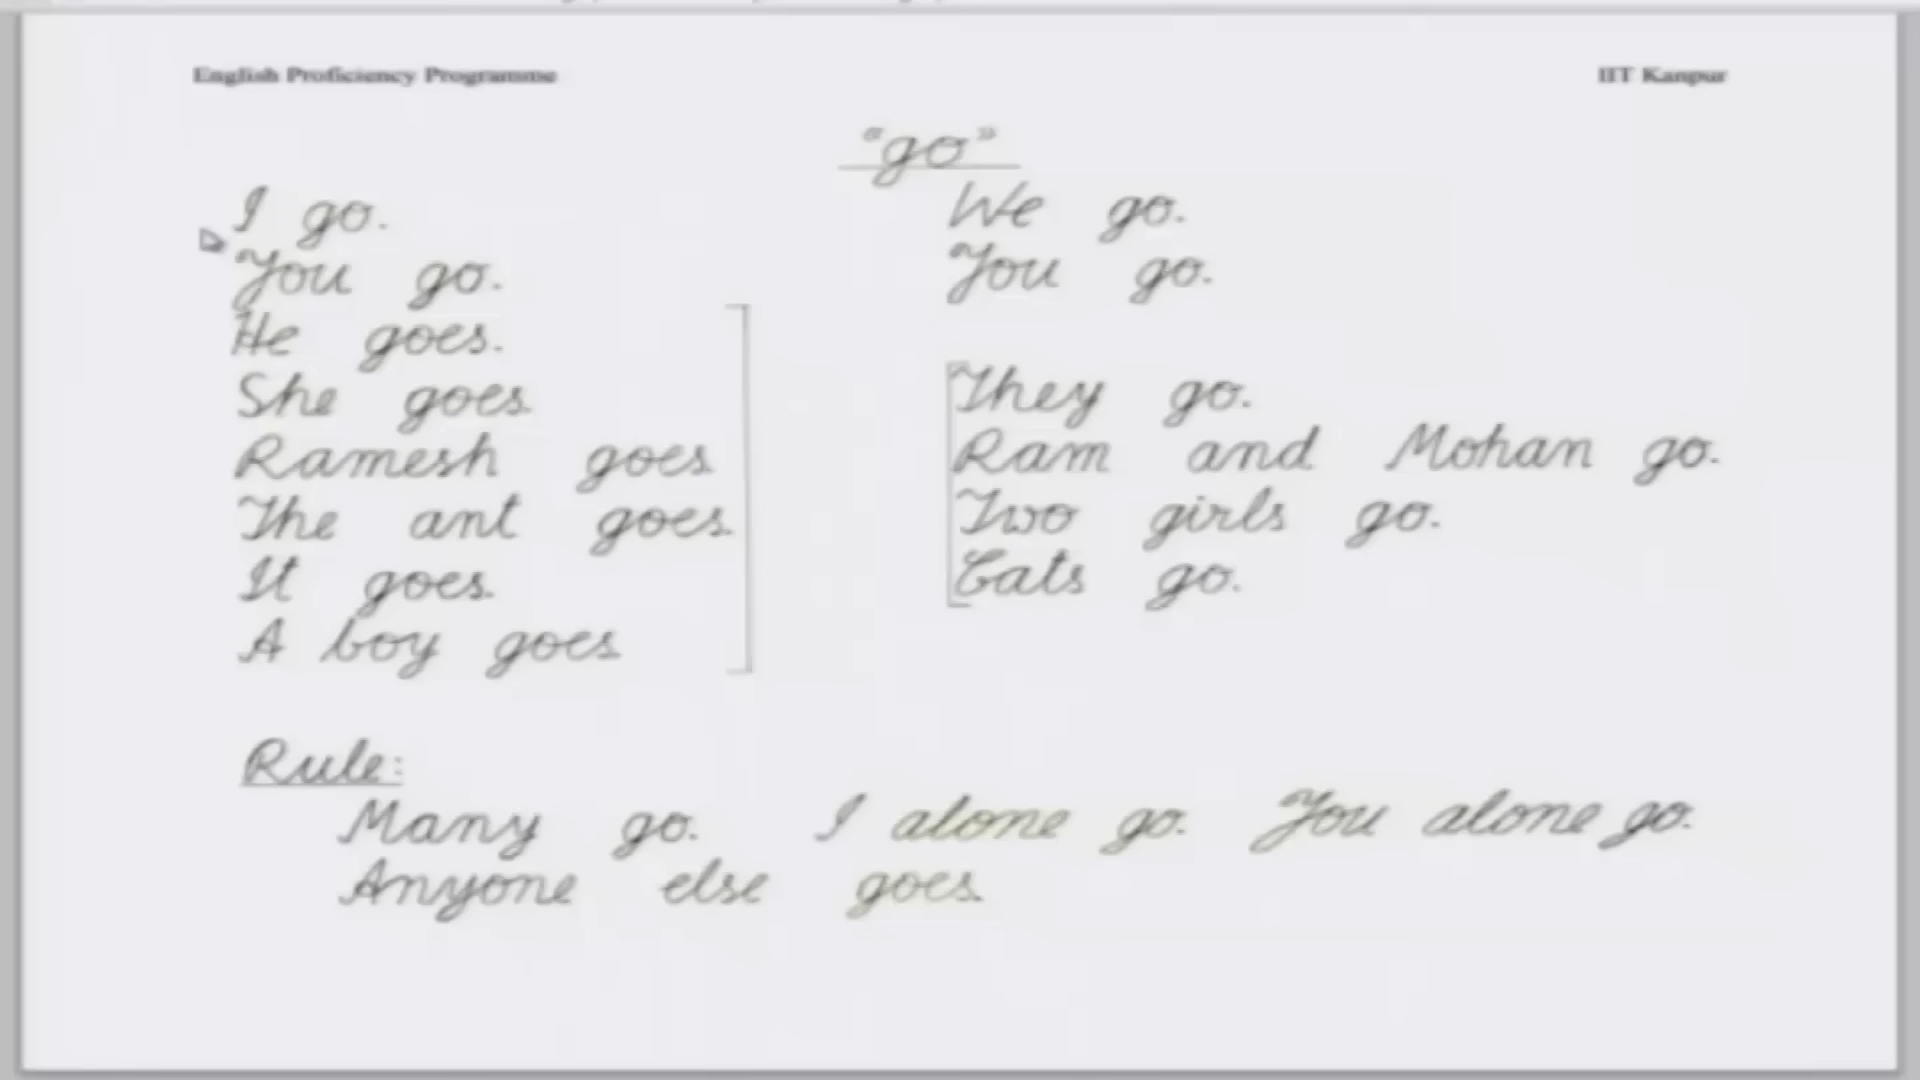 English Proficiency Programme
IIT Kanpur
"go"
I go.
You go.
He goes.
She goes.
Ramesh goes.
The ant goes.
It goes.
A boy goes.
We go.
You go.
They go.
Ram and Mohan go.
Two girls go.
Cats go.
Rule:
Many go. I alone go. You alone go.
Anyone else goes.